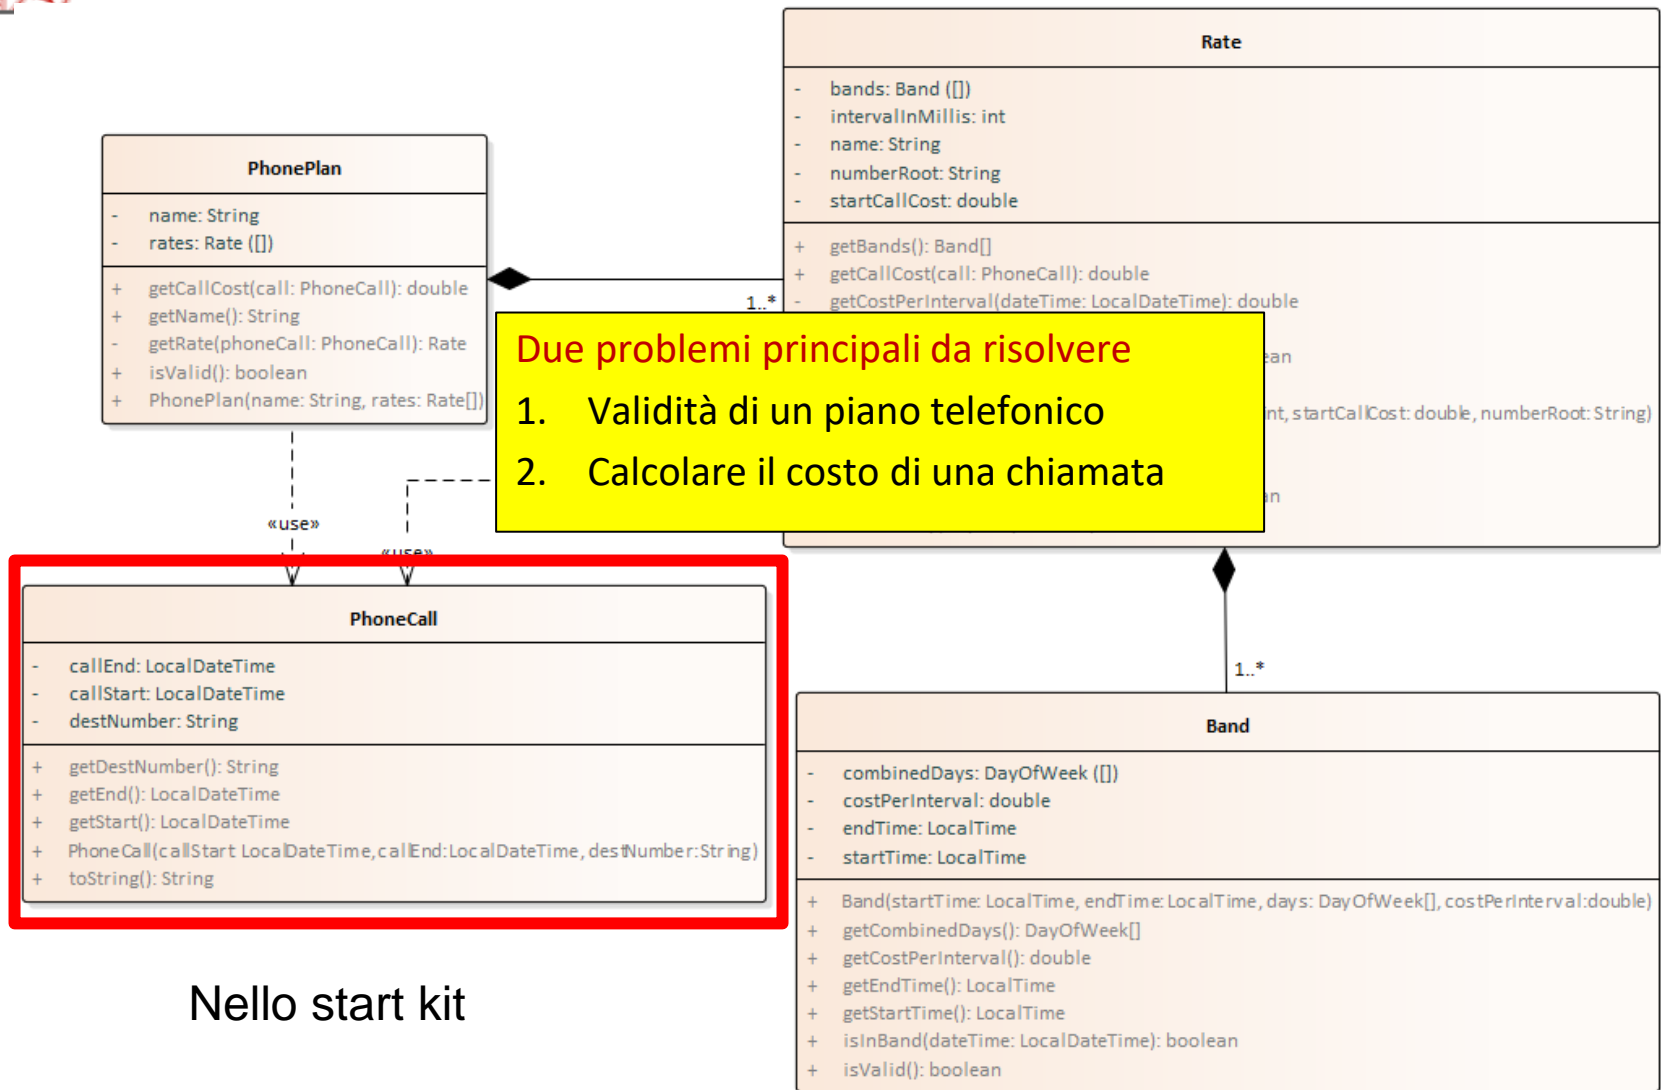 Rate
- bands: Band ([])
- intervalInMillis: int
- name: String
- numberRoot: String
- startCallCost: double
+ getBands(): Band[]
+ getCallCost(call: PhoneCall): double
- getCostPerInterval(dateTime: LocalDateTime): double
PhonePlan
- name: String
- rates: Rate ([])
+ getCallCost(call: PhoneCall): double
+ getName(): String
- getRate(phoneCall: PhoneCall): Rate
+ isValid(): boolean
+ PhonePlan(name: String, rates: Rate[])
1..*
Due problemi principali da risolvere
1. Validità di un piano telefonico
2. Calcolare il costo di una chiamata
startCallCost: double, numberRoot: String)
«use»
«use»
PhoneCall
- callEnd: LocalDateTime
- callStart: LocalDateTime
- destNumber: String
+ getDestNumber(): String
+ getEnd(): LocalDateTime
+ getStart(): LocalDateTime
+ PhoneCall(callStart LocalDateTime,callEnd:LocalDateTime, destNumber:String)
+ toString(): String
Nello start kit
1..*
Band
- combinedDays: DayOfWeek ([])
- costPerInterval: double
- endTime: LocalTime
- startTime: LocalTime
+ Band(startTime: LocalTime, endTime: LocalTime, days: DayOfWeek[], costPerInterval:double)
+ getCombinedDays(): DayOfWeek[]
+ getCostPerInterval(): double
+ getEndTime(): LocalTime
+ getStartTime(): LocalTime
+ isInBand(dateTime: LocalDateTime): boolean
+ isValid(): boolean